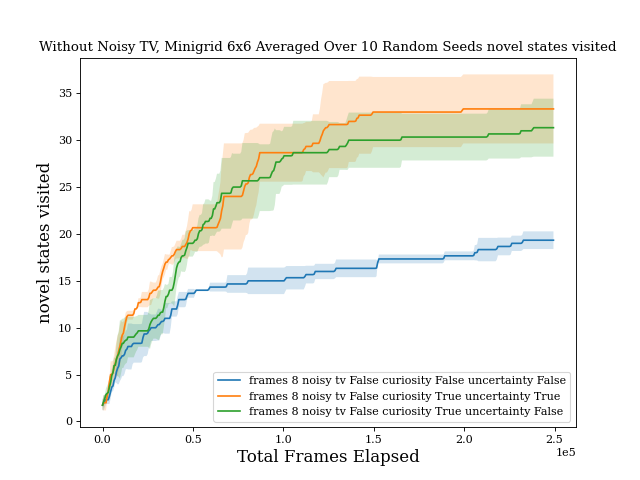 Without Noisy TV, Minigrid 6x6 Averaged Over 10 Random Seeds novel states visited
35
30
25
20
15
10
5
0
novel states visited
frames 8 noisy tv False curiosity False uncertainty False
frames 8 noisy tv False curiosity True uncertainty True
frames 8 noisy tv False curiosity True uncertainty False
0.0 0.5 1.0 1.5 2.0 2.5
1e5
Total Frames Elapsed